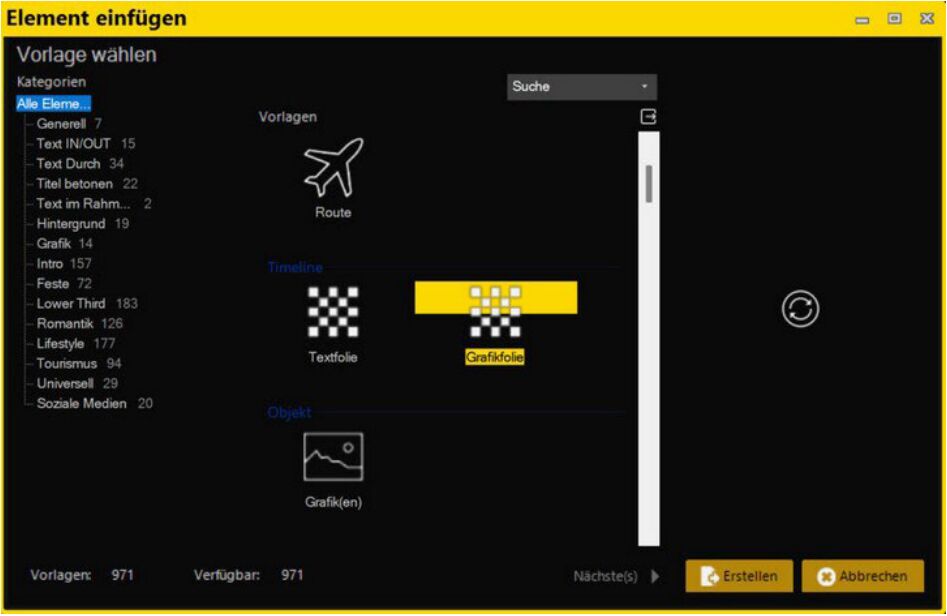 Element einfügen
Vorlage wählen
Kategorien
Suche
Alle Eleme...
Generell 7
Text IN/OUT 15
Text Durch 34
Titel betonen 22
Text im Rahm... 2
Hintergrund 19
Grafik 14
Intro 157
Feste 72
Lower Third 183
Romantik 126
Lifestyle 177
Tourismus 94
Universell 29
Soziale Medien 20
Vorlagen
Route
Timeline
Textfolie Grafikfolie
Objekt
Grafik(en)
Vorlagen: 971 Verfügbar: 971 Nächste(s) Erstellen Abbrechen